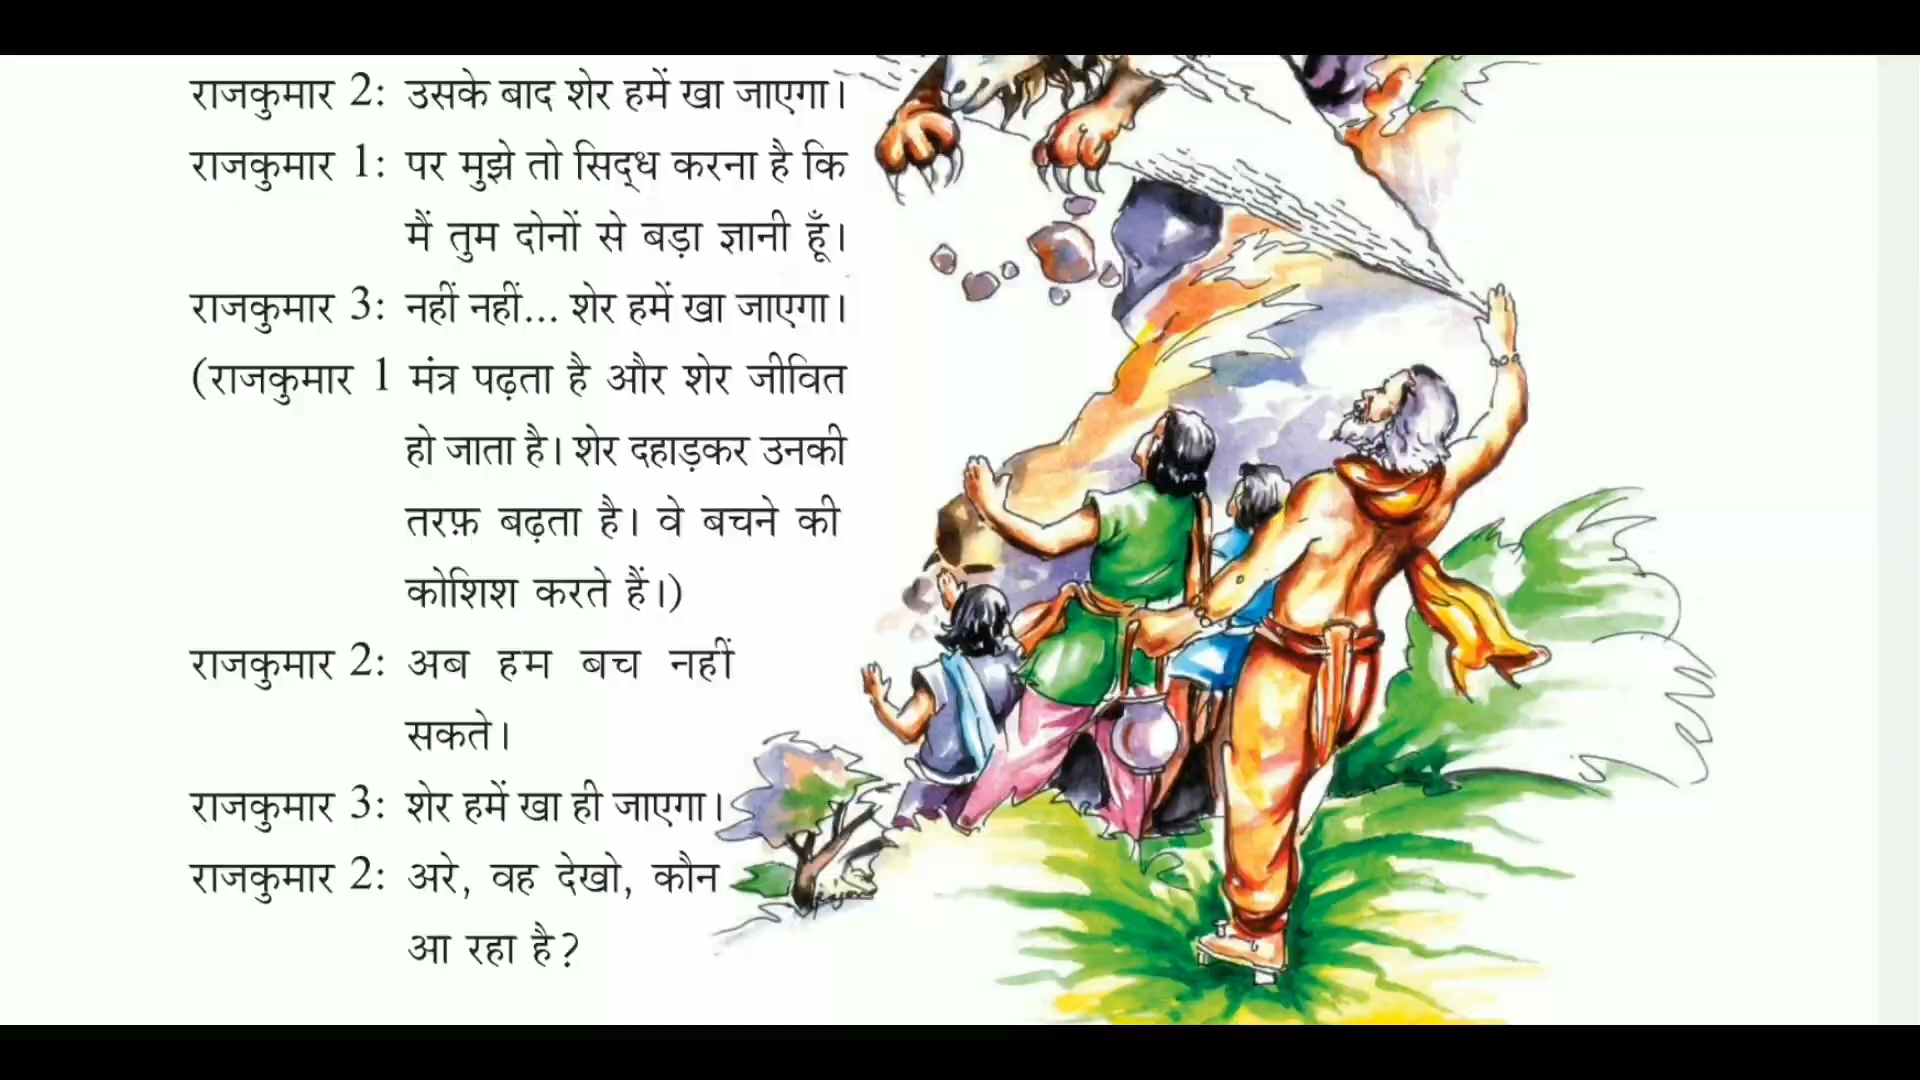 राजकुमार 2: उसके बाद शेर हमें खा जाएगा।
राजकुमार 1: पर मुझे तो सिद्ध करना है कि
मैं तुम दोनों से बड़ा ज्ञानी हूँ।
राजकुमार 3: नहीं नहीं... शेर हमें खा जाएगा।
(राजकुमार 1 मंत्र पढ़ता है और शेर जीवित
हो जाता है। शेर दहाड़कर उनकी
तरफ़ बढ़ता है। वे बचने की
कोशिश करते हैं।)
राजकुमार 2: अब हम बच नहीं
सकते।
राजकुमार 3: शेर हमें खा ही जाएगा।
राजकुमार 2: अरे, वह देखो, कौन
आ रहा है?